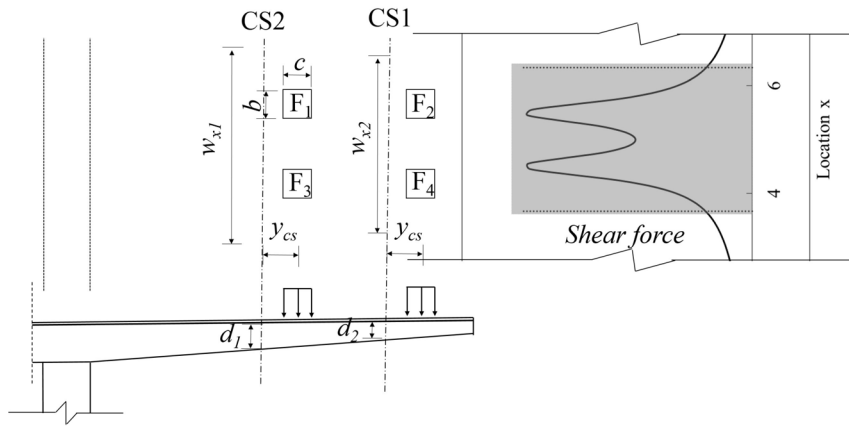 CS2
CS1
c
b
F1
F2
wx1
wx2
F3
F4
ycs
ycs
d1
d2
6
4
Location x
Shear force